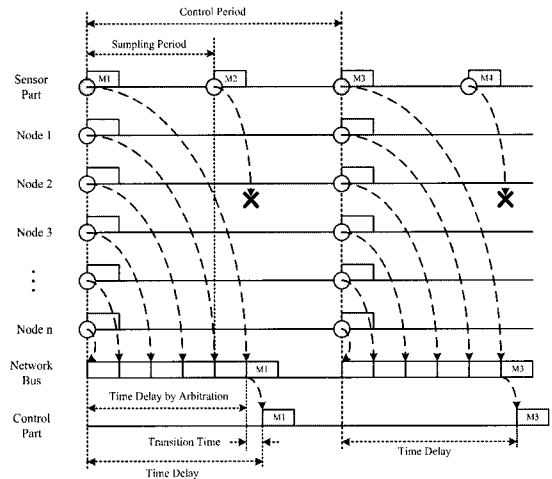 Control Period
Sampling Period
Sensor
Part
M1
M2
M3
M4
Node 1
Node 2
Node 3
Node n
Network
Bus
M1
M3
Time Delay by Arbitration
Control
Part
M1
M3
Transition Time
Time Delay
Time Delay